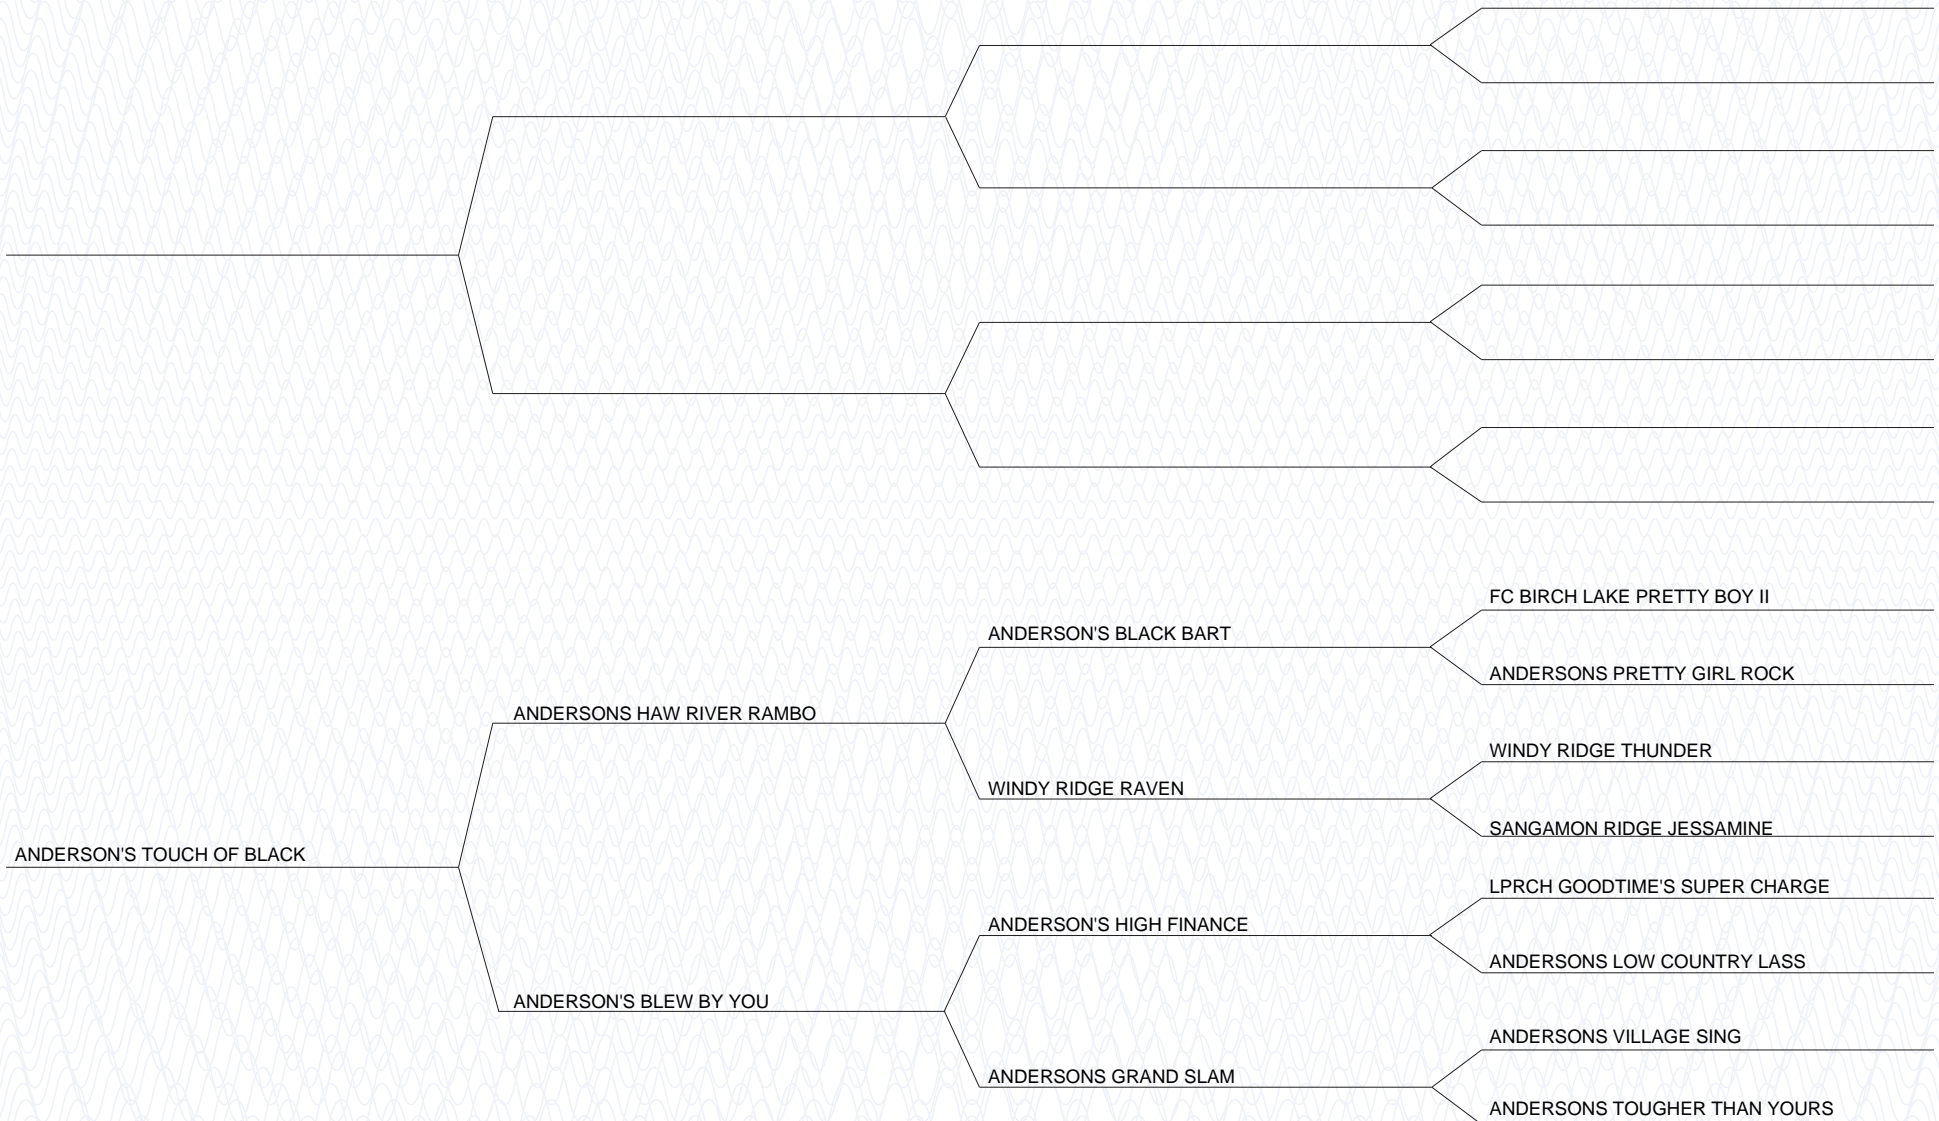 FC BIRCH LAKE PRETTY BOY II
ANDERSON'S BLACK BART
ANDERSONS PRETTY GIRL ROCK
ANDERSONS HAW RIVER RAMBO
WINDY RIDGE THUNDER
WINDY RIDGE RAVEN
SANGAMON RIDGE JESSAMINE
ANDERSON'S TOUCH OF BLACK
LPRCH GOODTIME'S SUPER CHARGE
ANDERSON'S HIGH FINANCE
ANDERSONS LOW COUNTRY LASS
ANDERSON'S BLEW BY YOU
ANDERSONS VILLAGE SING
ANDERSONS GRAND SLAM
ANDERSONS TOUGHER THAN YOURS